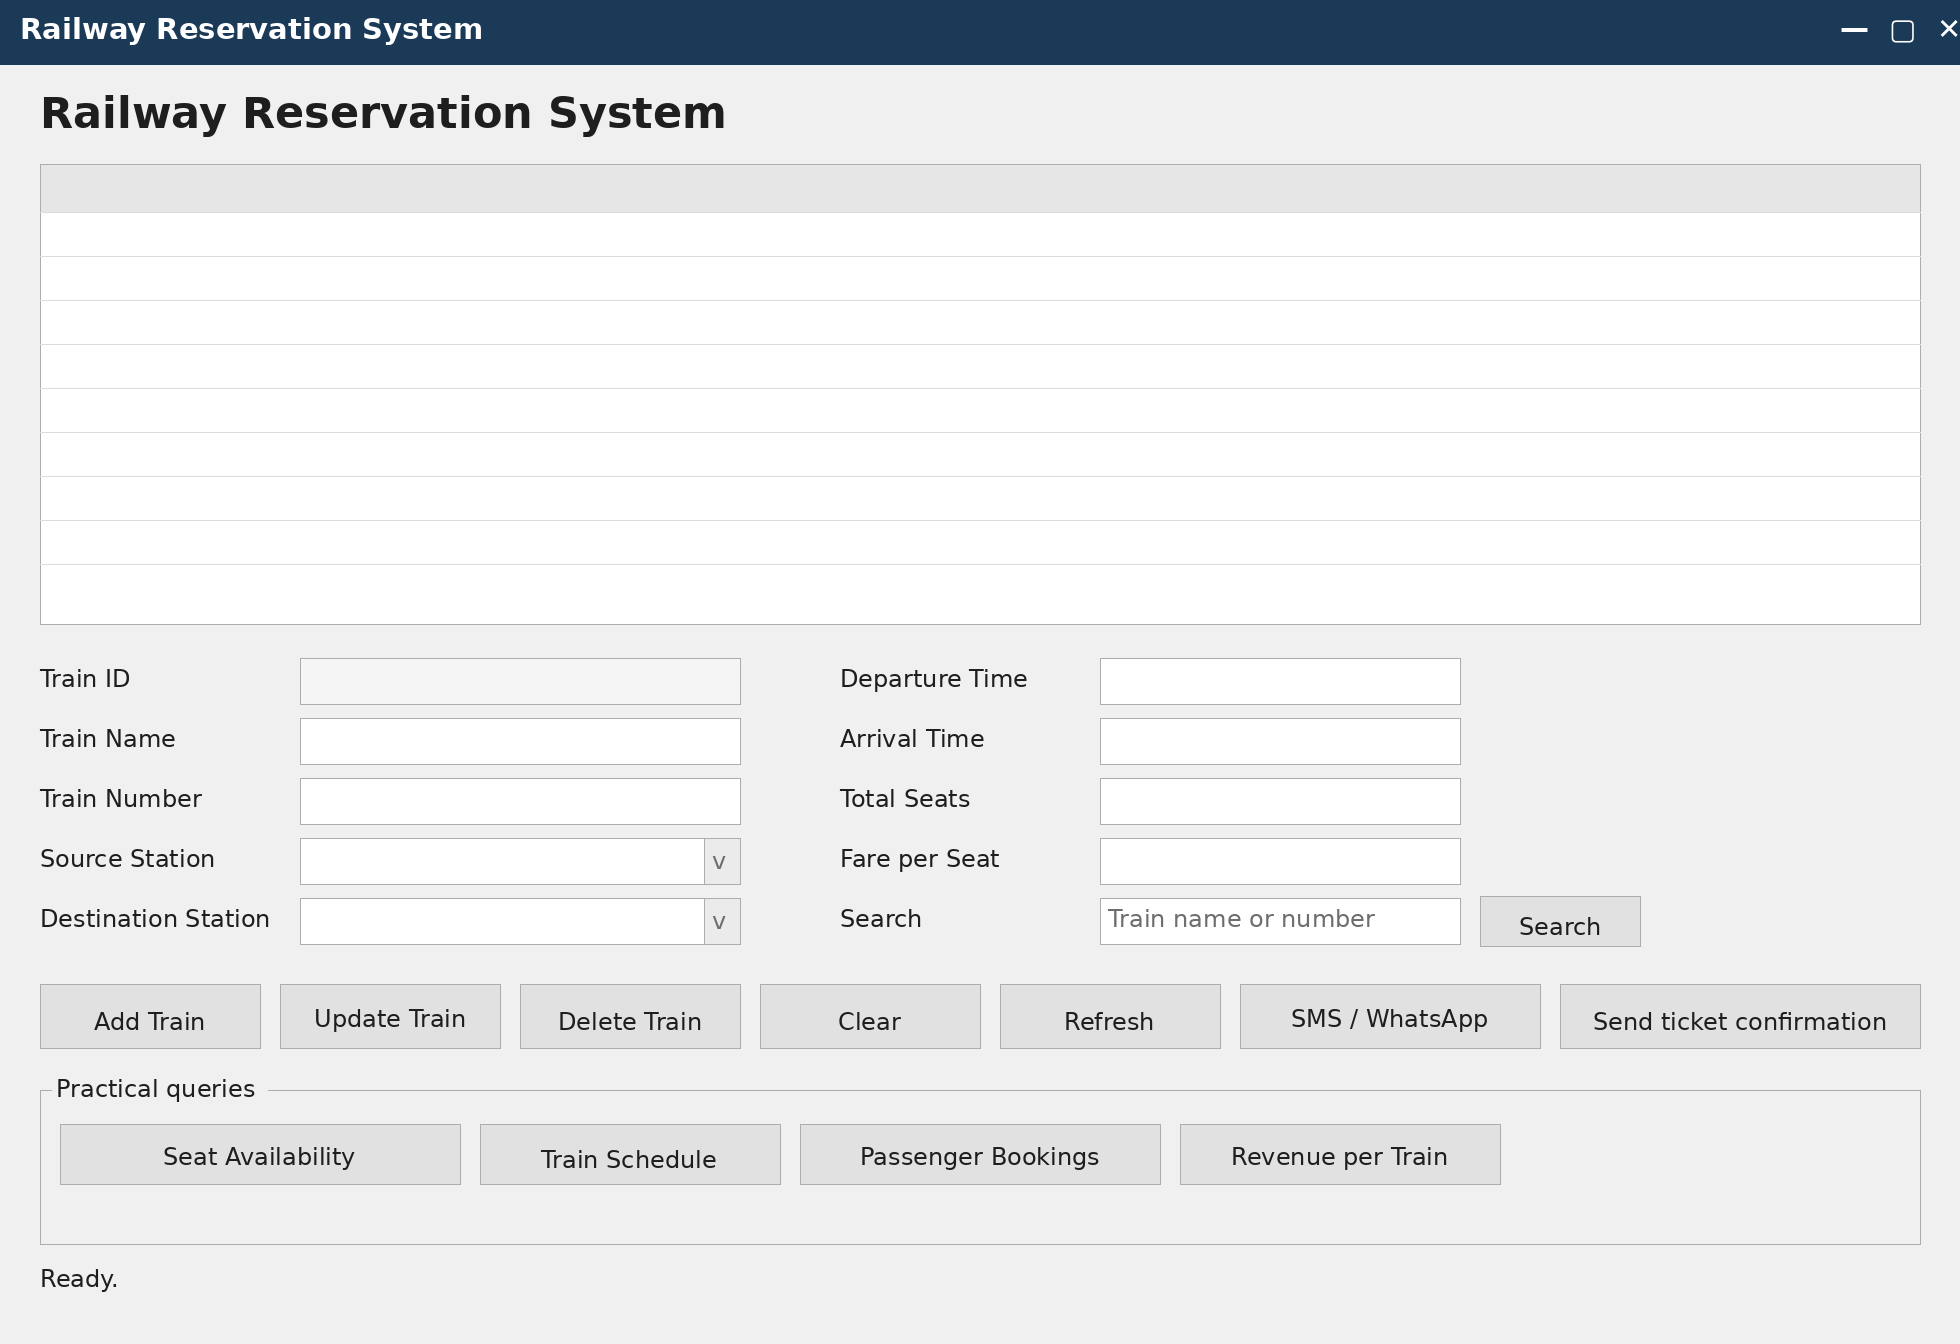 Railway Reservation System
Railway Reservation System
Train ID
Departure Time
Train Name
Arrival Time
Train Number
Total Seats
Source Station
v
Fare per Seat
Destination Station
v
Search
Train name or number
Search
Add Train
Update Train
Delete Train
Clear
Refresh
SMS / WhatsApp
Send ticket confirmation
Practical queries
Seat Availability
Train Schedule
Passenger Bookings
Revenue per Train
Ready.